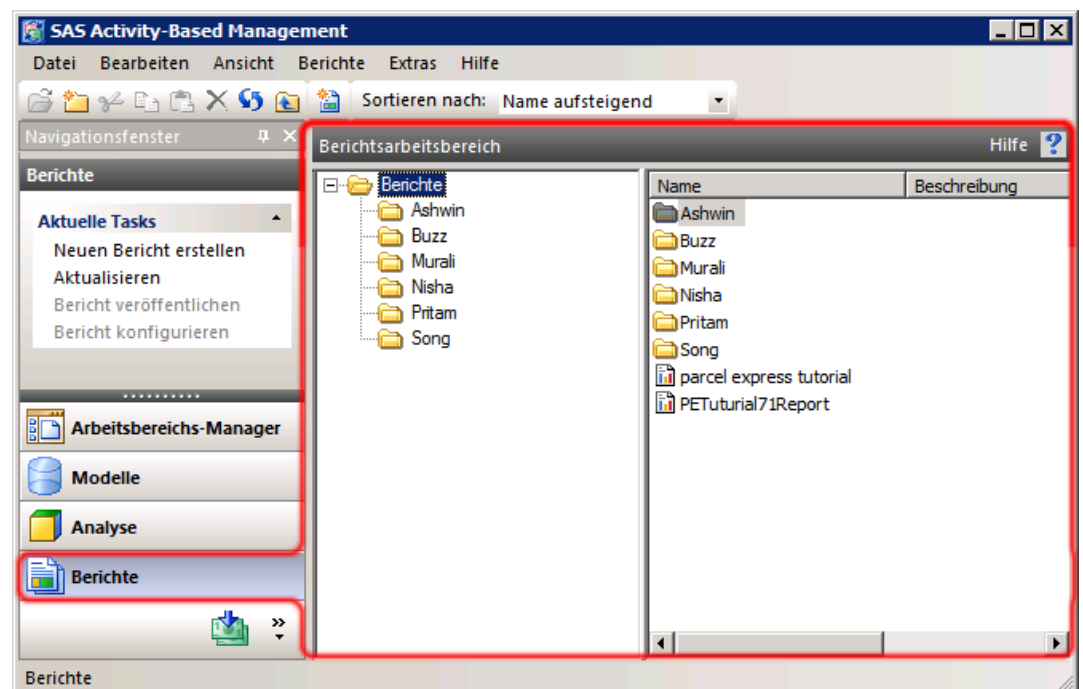 SAS Activity-Based Management
Datei Bearbeiten Ansicht Berichte Extras Hilfe
Sortieren nach: Name aufsteigend
Navigationsfenster
Berichte
Aktuelle Tasks
Neuen Bericht erstellen
Aktualisieren
Bericht veröffentlichen
Bericht konfigurieren
Arbeitsbereichs-Manager
Modelle
Analyse
Berichte
Berichtsarbeitsbereich Hilfe
Berichte
Ashwin
Buzz
Murali
Nisha
Pritam
Song
Name Beschreibung
Ashwin
Buzz
Murali
Nisha
Pritam
Song
parcel express tutorial
PETuturial71Report
Berichte